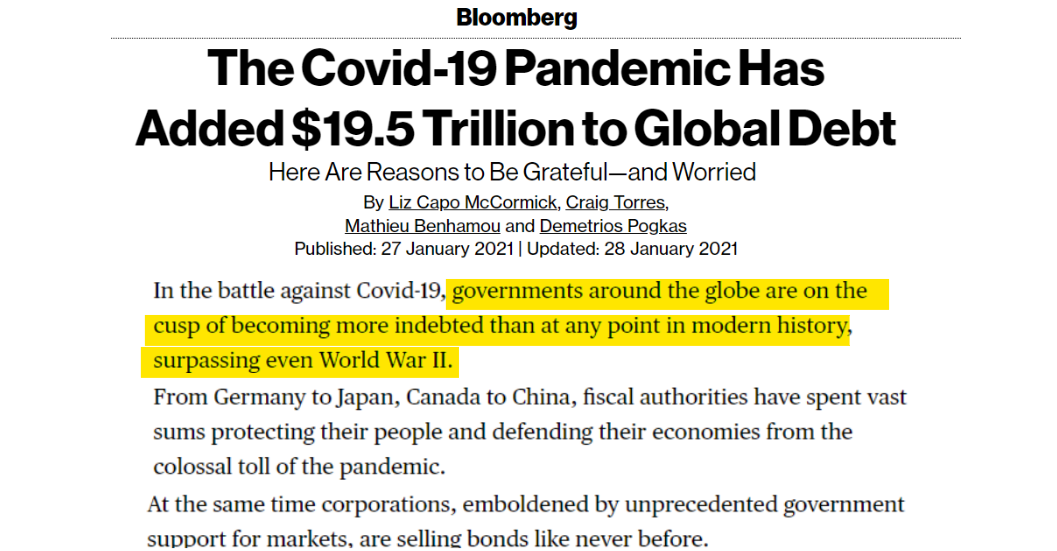 Bloomberg
The Covid-19 Pandemic Has
Added $19.5 Trillion to Global Debt
Here Are Reasons to Be Grateful—and Worried
By Liz Capo McCormick, Craig Torres,
Mathieu Benhamou and Demetrios Pogkas
Published: 27 January 2021 | Updated: 28 January 2021
In the battle against Covid-19, governments around the globe are on the
cusp of becoming more indebted than at any point in modern history,
surpassing even World War II.
From Germany to Japan, Canada to China, fiscal authorities have spent vast
sums protecting their people and defending their economies from the
colossal toll of the pandemic.
At the same time corporations, emboldened by unprecedented government
support for markets, are selling bonds like never before.